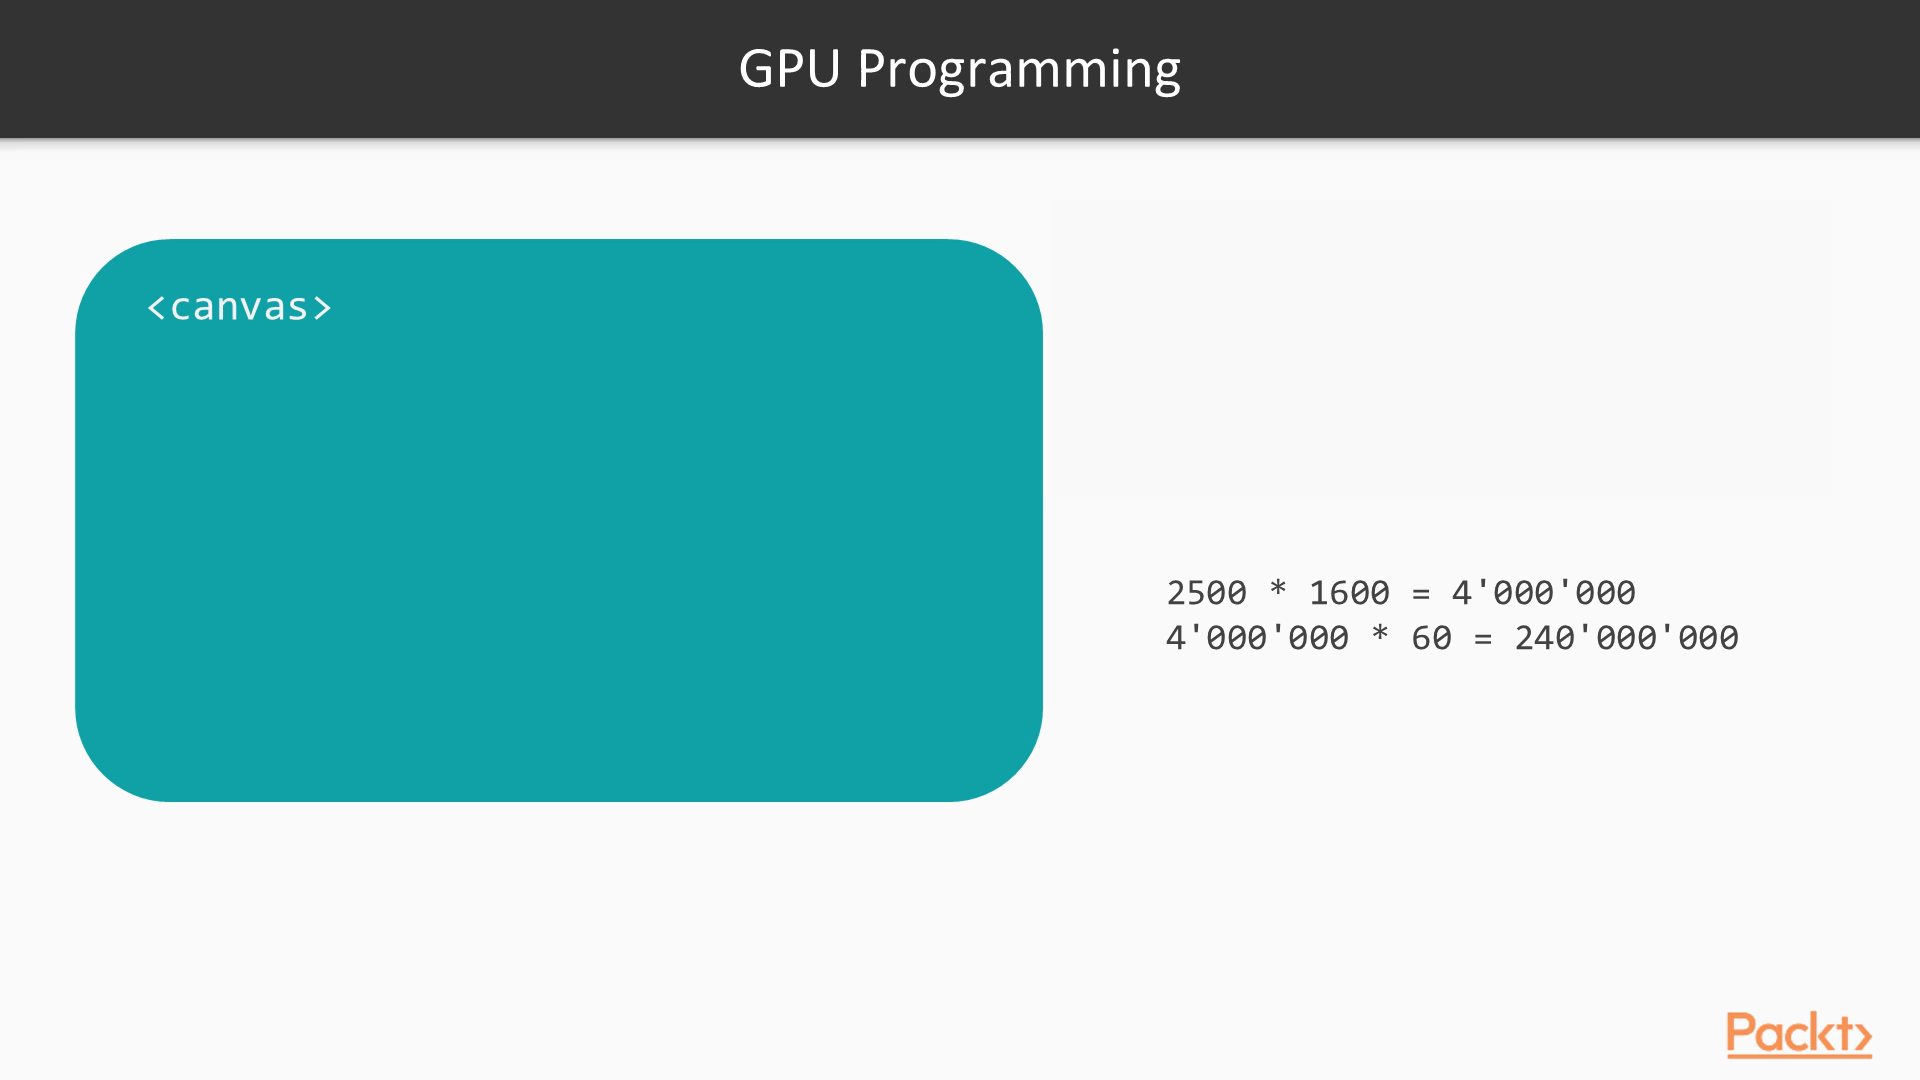 GPU Programming
<canvas>
2500 * 1600 = 4'000'000
4'000'000 * 60 = 240'000'000
Packt>